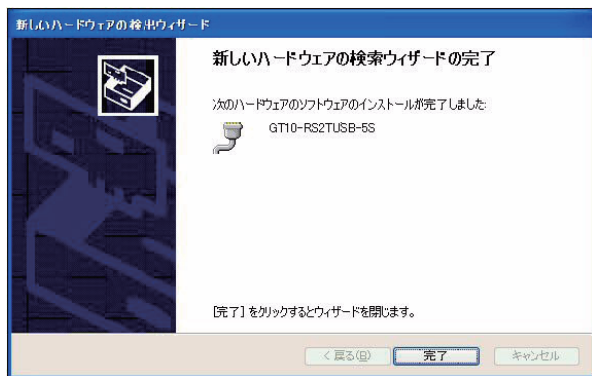 新しいハードウェアの検出ウィザード
新しいハードウェアの検索ウィザードの完了
次のハードウェアのソフトウェアのインストールが完了しました:
GT10-RS2TUSB-5S
[完了] をクリックするとウィザードを閉じます。
< 戻る(B) 完了 キャンセル